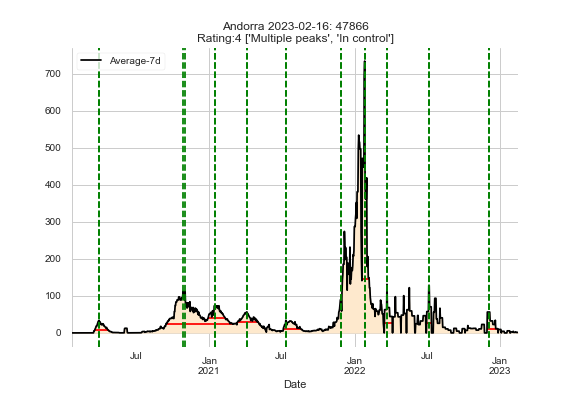 Andorra 2023-02-16: 47866
Rating:4 ['Multiple peaks', 'In control']
Average-7d
700
600
500
400
300
200
100
0
Jul
Jan
2021
Jul
Jan
2022
Jul
Jan
2023
Date